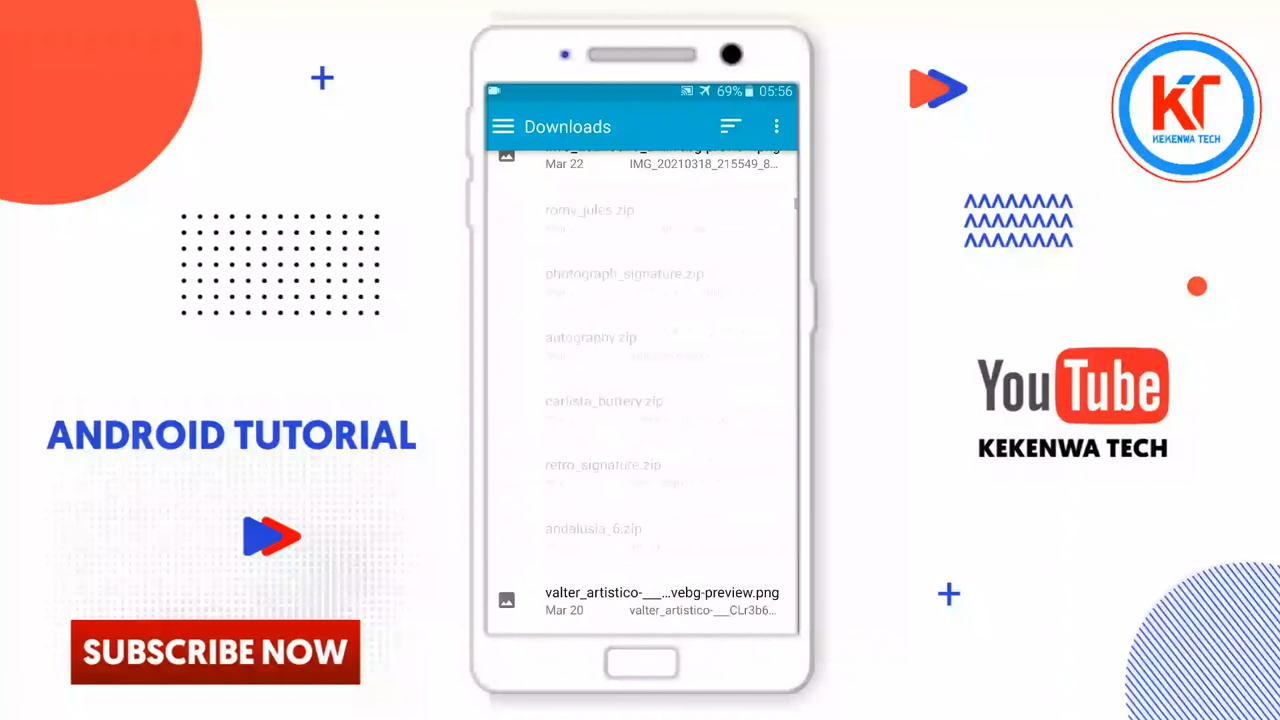 KT
KEKENWA TECH
69% 05:56
Downloads
Mar 22 IMG_20210318_215549_8...
romy_jules.zip
photograph_signature.zip
autography.zip
carlista_buttery.zip
retro_signature.zip
andalusia_6.zip
valter_artistico-___...vebg-preview.png
Mar 20 valter_artistico-___CLr3b6...
ANDROID TUTORIAL
SUBSCRIBE NOW
YouTube
KEKENWA TECH